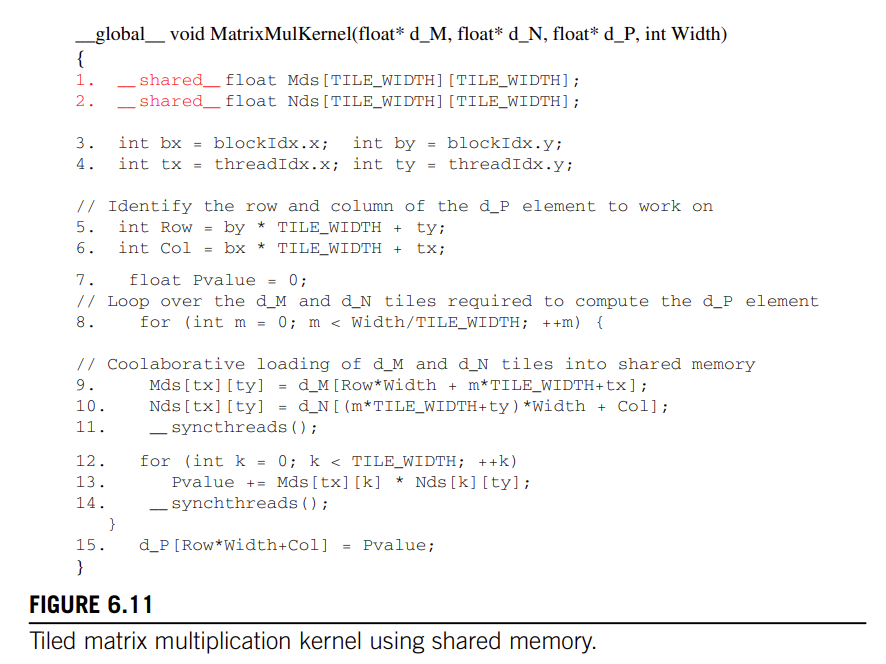 __global__ void MatrixMulKernel(float* d_M, float* d_N, float* d_P, int Width)
{
1. __shared__ float Mds[TILE_WIDTH][TILE_WIDTH];
2. __shared__ float Nds[TILE_WIDTH][TILE_WIDTH];
3. int bx = blockIdx.x; int by = blockIdx.y;
4. int tx = threadIdx.x; int ty = threadIdx.y;
// Identify the row and column of the d_P element to work on
5. int Row = by * TILE_WIDTH + ty;
6. int Col = bx * TILE_WIDTH + tx;
7. float Pvalue = 0;
// Loop over the d_M and d_N tiles required to compute the d_P element
8. for (int m = 0; m < Width/TILE_WIDTH; ++m) {
// Coolaborative loading of d_M and d_N tiles into shared memory
9. Mds[tx][ty] = d_M[Row*Width + m*TILE_WIDTH+tx];
10. Nds[tx][ty] = d_N[(m*TILE_WIDTH+ty)*Width + Col];
11. __syncthreads();
12. for (int k = 0; k < TILE_WIDTH; ++k)
13. Pvalue += Mds[tx][k] * Nds[k][ty];
14. __synchthreads();
}
15. d_P[Row*Width+Col] = Pvalue;
}
FIGURE 6.11
Tiled matrix multiplication kernel using shared memory.